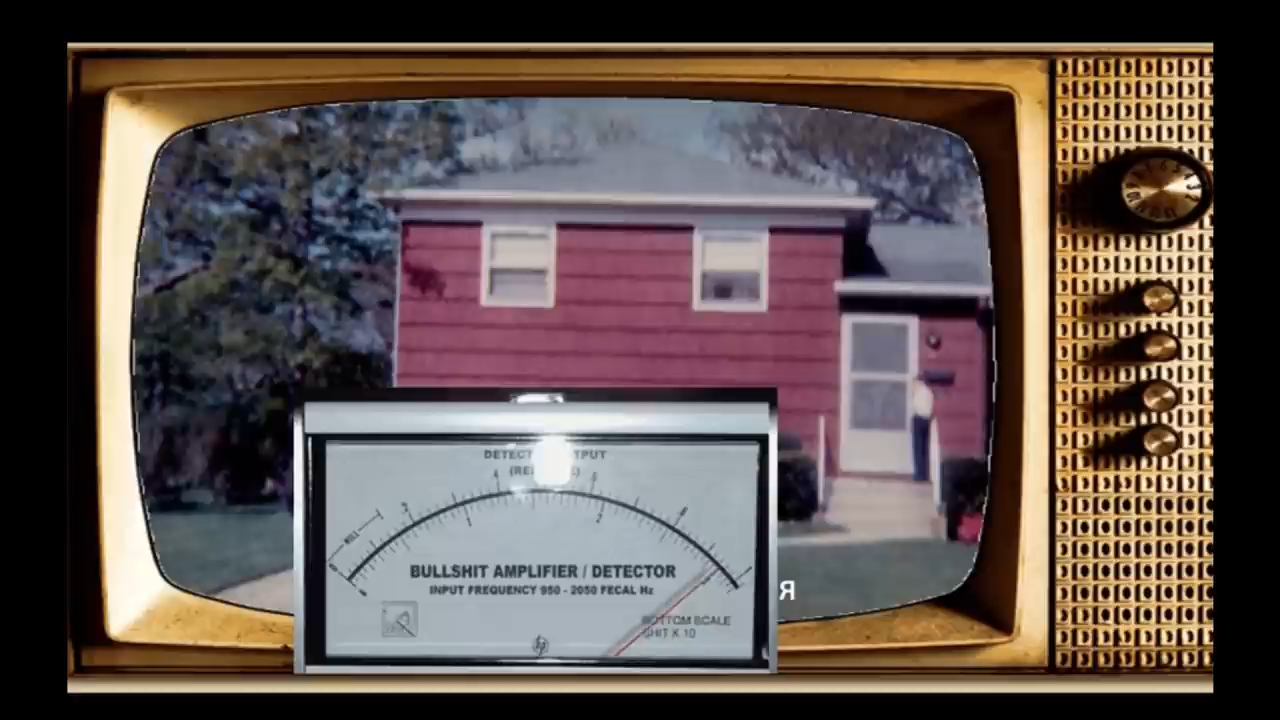 BULLSHIT AMPLIFIER / DETECTOR
INPUT FREQUENCY 950 - 2050 FECAL Hz
BOTTOM SCALE
SHIT X 10
я